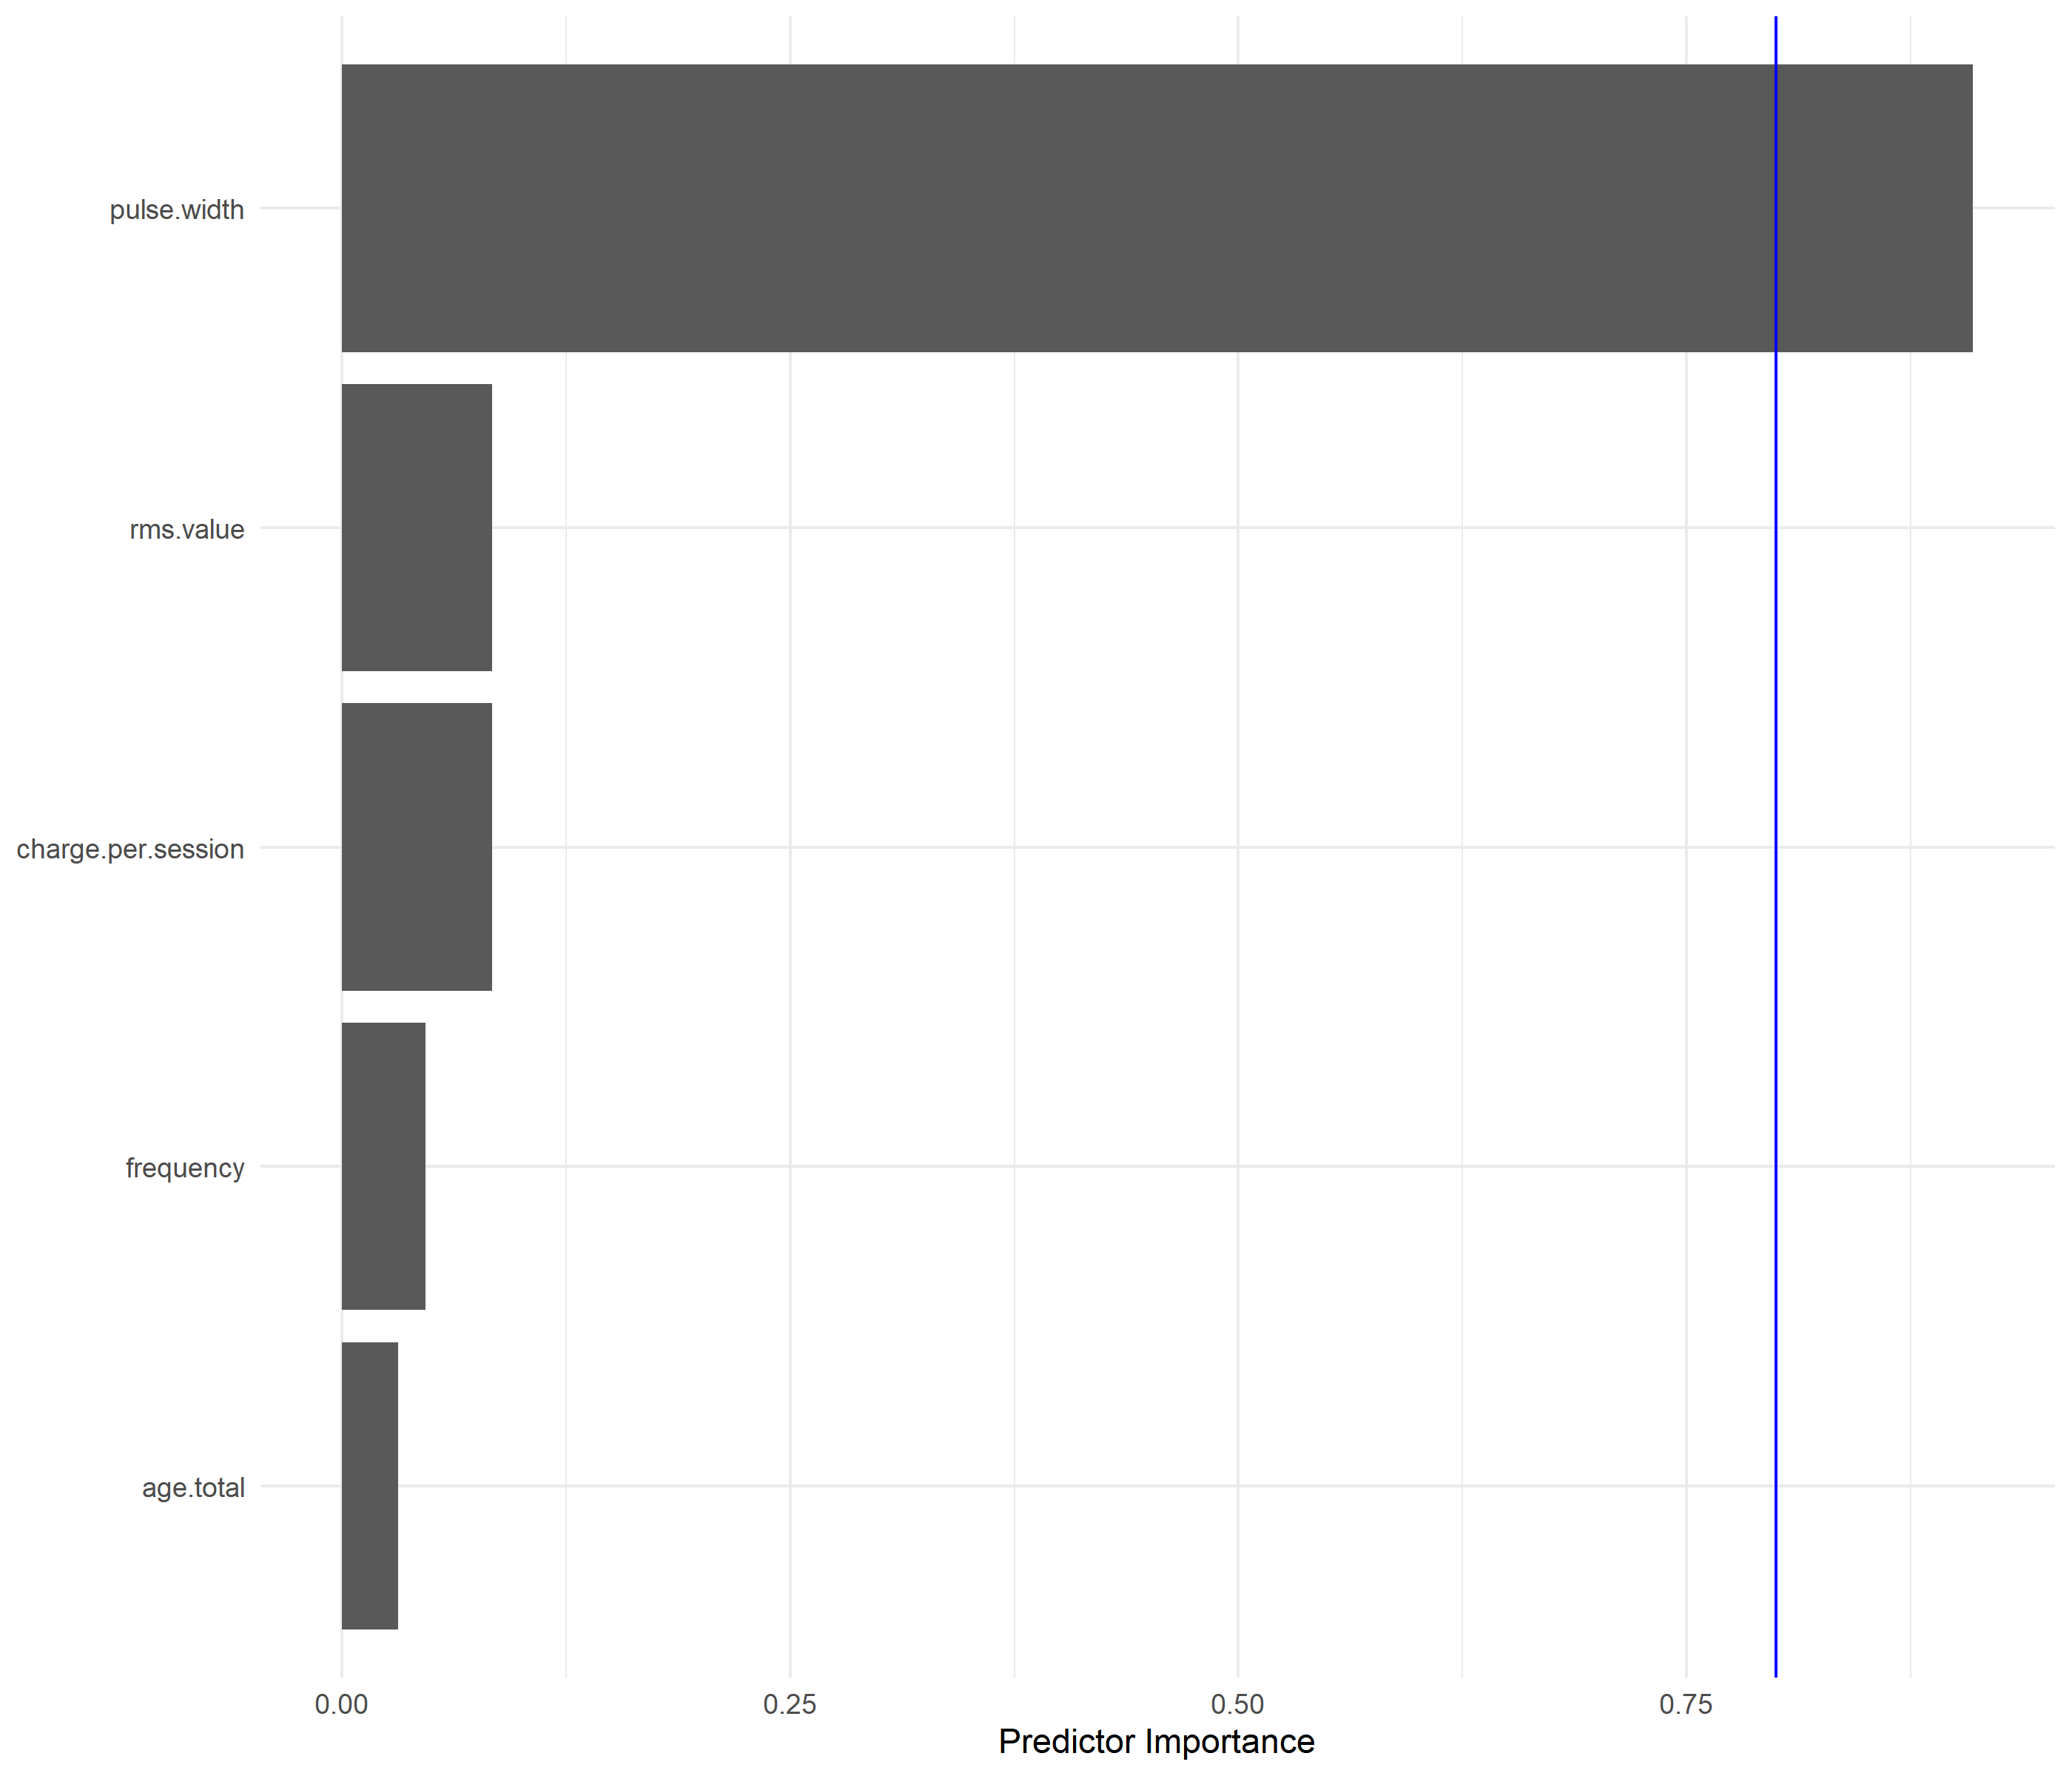 pulse.width
rms.value
charge.per.session
frequency
age.total
0.00 0.25 0.50 0.75
Predictor Importance